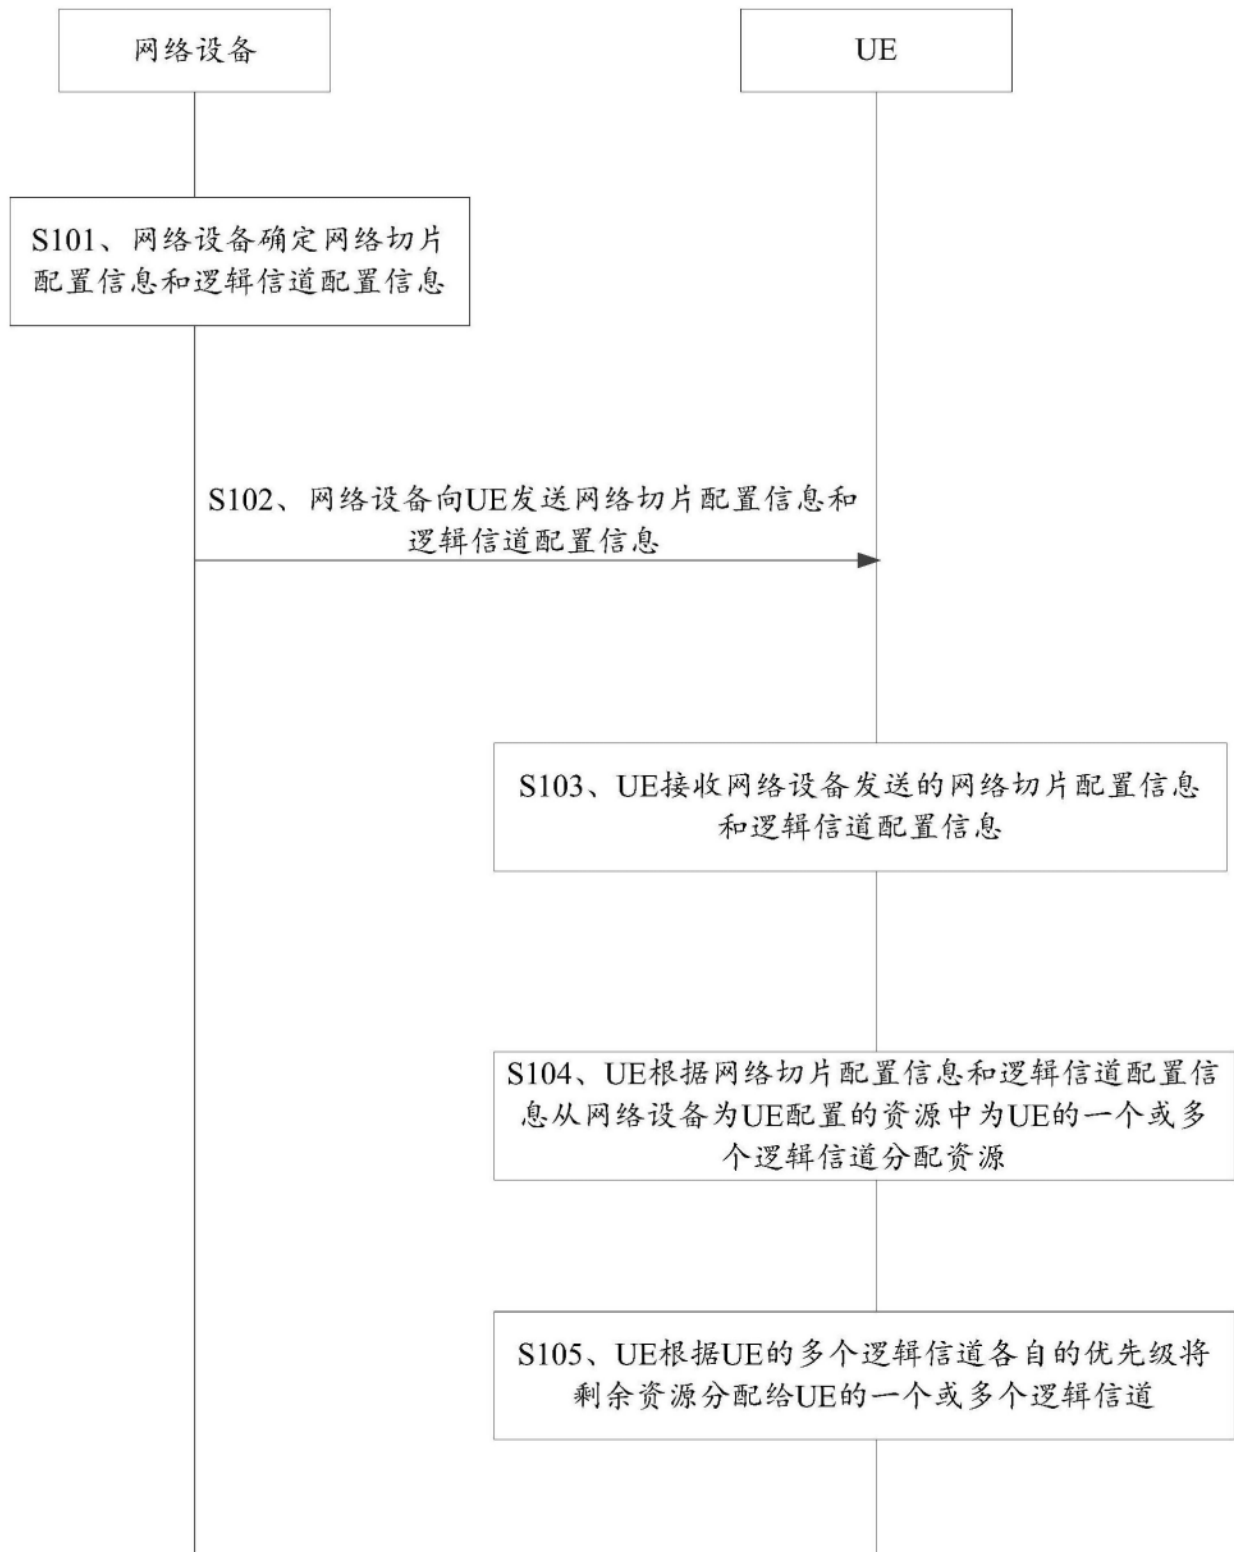 网络设备
UE
S101、网络设备确定网络切片
配置信息和逻辑信道配置信息
S102、网络设备向UE发送网络切片配置信息和
逻辑信道配置信息
S103、UE接收网络设备发送的网络切片配置信息
和逻辑信道配置信息
S104、UE根据网络切片配置信息和逻辑信道配置信
息从网络设备为UE配置的资源中为UE的一个或多
个逻辑信道分配资源
S105、UE根据UE的多个逻辑信道各自的优先级将
剩余资源分配给UE的一个或多个逻辑信道